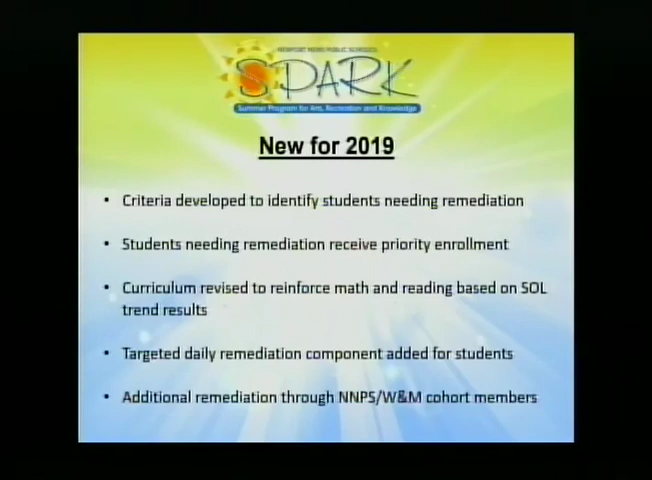 NEWPORT NEWS PUBLIC SCHOOLS
SPARK
Summer Program for Arts, Recreation and Knowledge
New for 2019
• Criteria developed to identify students needing remediation
• Students needing remediation receive priority enrollment
• Curriculum revised to reinforce math and reading based on SOL
trend results
• Targeted daily remediation component added for students
• Additional remediation through NNPS/W&M cohort members